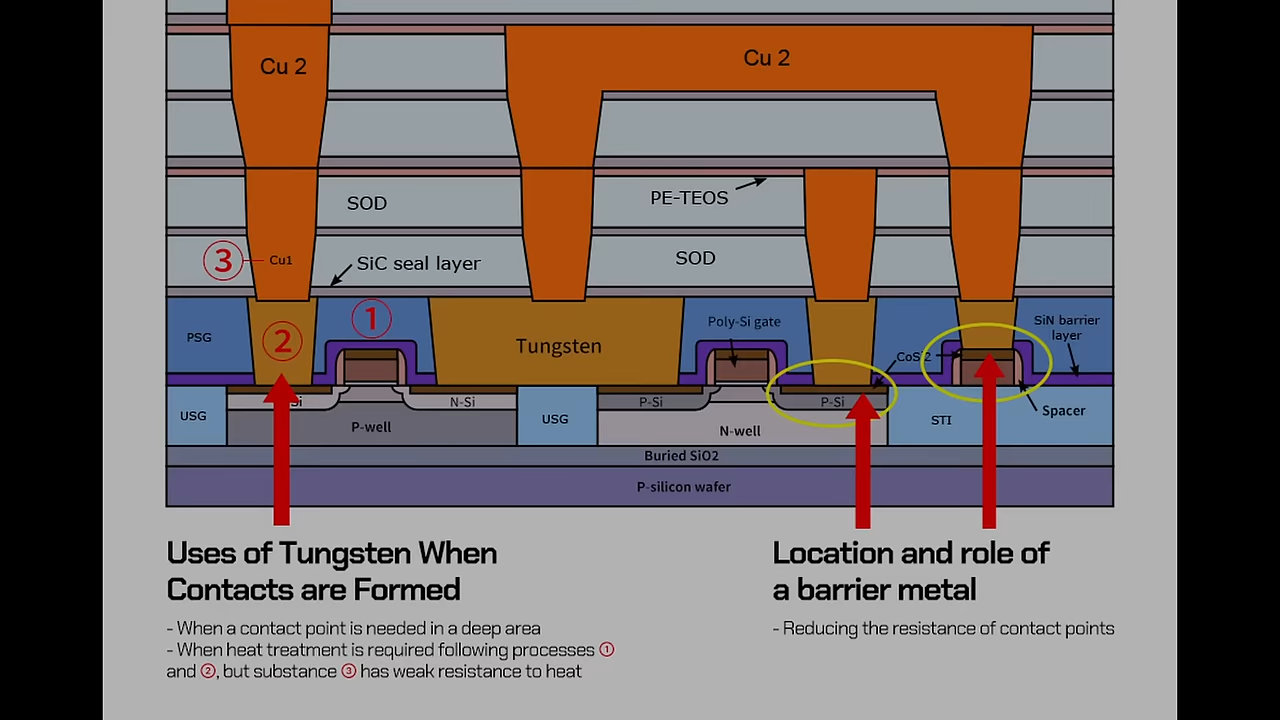 Cu 2
Cu 2
SOD
PE-TEOS
③
Cu1
SiC seal layer
SOD
PSG
②
①
Tungsten
Poly-Si gate
SiN barrier
layer
USG
N-Si
USG
P-Si
P-Si
STI
Spacer
P-well
N-well
Buried SiO2
P-silicon wafer
Uses of Tungsten When
Contacts are Formed
- When a contact point is needed in a deep area
- When heat treatment is required following processes ①
and ②, but substance ③ has weak resistance to heat
Location and role of
a barrier metal
- Reducing the resistance of contact points